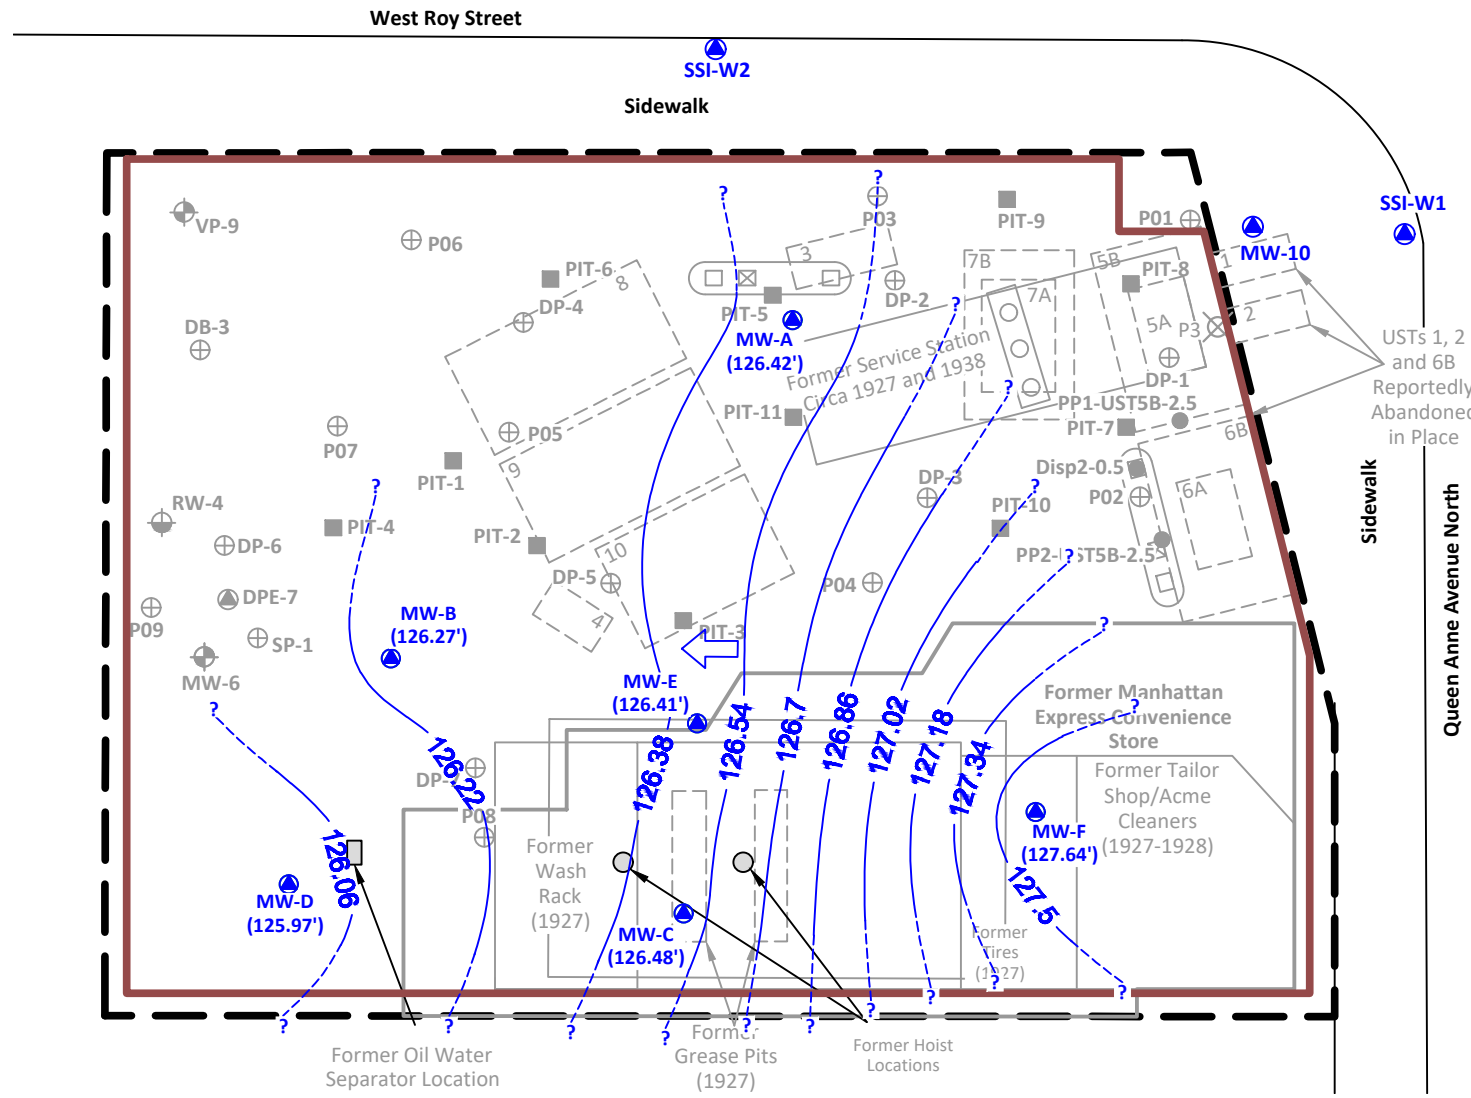 West Roy Street
SSI-W2
Sidewalk
SSI-W1
?
?
VP-9
P03
PIT-9
P01
MW-10
P06
PIT-6
8
3
7B
5B
1
PIT-8
DP-2
7A
DP-4
PIT-5
5A
P3
2
DB-3
MW-A
(126.42')
Former Service Station
Circa 1927 and 1938
?
USTs 1, 2
and 6B
Reportedly
Abandoned
in Place
DP-1
?
PP1-UST5B-2.5
PIT-11
PIT-7
6B
P07
P05
9
PIT-1
Disp2-0.5
DP-3
?
?
P02
6A
RW-4
PIT-4
PIT-2
10
PIT-10
DP-6
DP-5
PP2-UST5B-2.5
?
P04
DPE-7
P09
MW-B
(126.27')
4
PIT-3
?
SP-1
MW-6
Sidewalk
Queen Anne Avenue North
MW-E
(126.41')
Former Manhattan
Express Convenience
Store
?
?
126.22
126.38
126.54
126.7
126.86
127.02
127.18
127.34
DP-7
P08
Former Tailor
Shop/Acme
Cleaners
(1927-1928)
MW-F
(127.64')
126.06
Former
Wash
Rack
(1927)
127.5
MW-D
(125.97')
MW-C
(126.48')
Former
Tires
(1927)
?
?
?
?
?
?
?
?
?
?
Former Oil Water
Separator Location
Former
Grease Pits
(1927)
Former Hoist
Locations